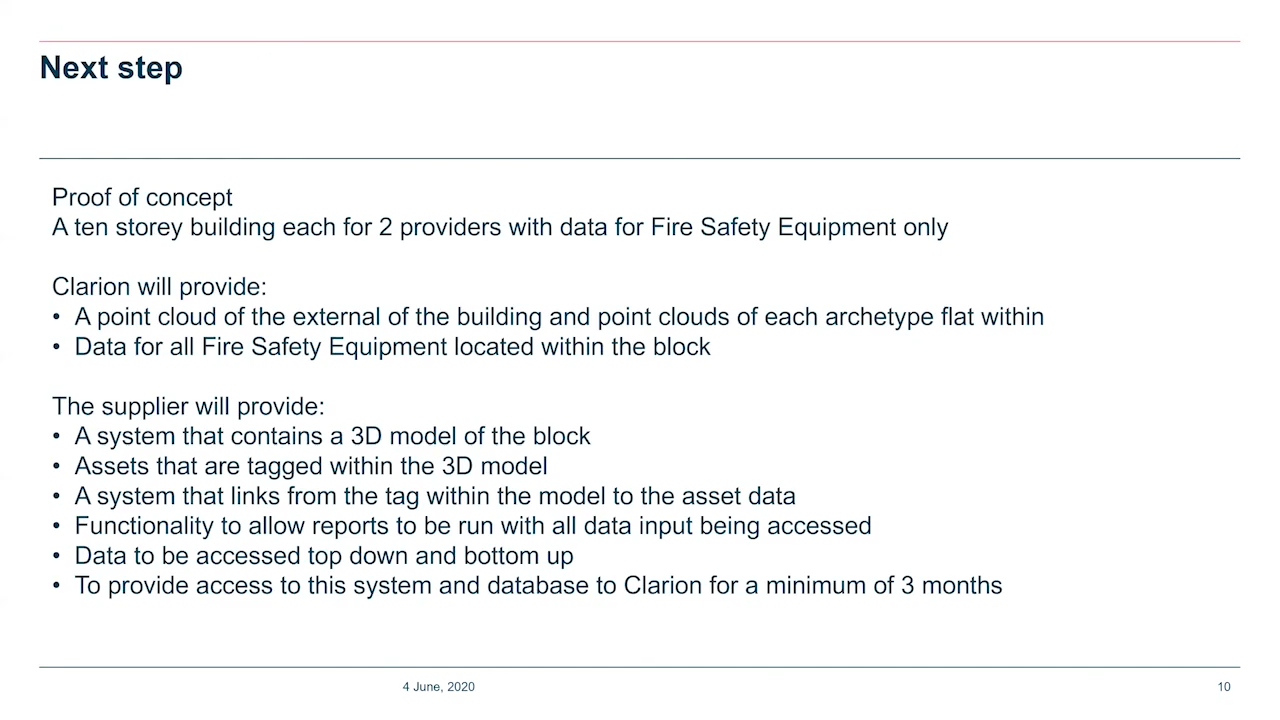 Next step
Proof of concept
A ten storey building each for 2 providers with data for Fire Safety Equipment only
Clarion will provide:
• A point cloud of the external of the building and point clouds of each archetype flat within
• Data for all Fire Safety Equipment located within the block
The supplier will provide:
• A system that contains a 3D model of the block
• Assets that are tagged within the 3D model
• A system that links from the tag within the model to the asset data
• Functionality to allow reports to be run with all data input being accessed
• Data to be accessed top down and bottom up
• To provide access to this system and database to Clarion for a minimum of 3 months
4 June, 2020
10